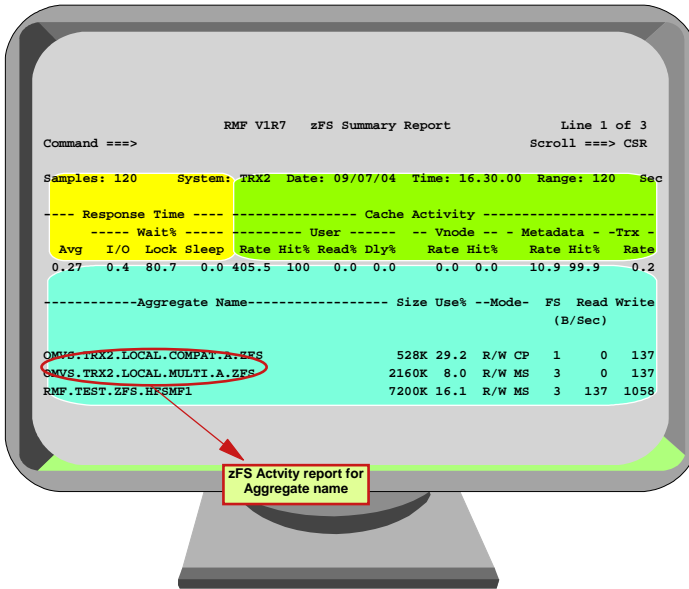 RMF V1R7 zFS Summary Report Line 1 of 3
Command ===> Scroll ===> CSR
Samples: 120 System: TRX2 Date: 09/07/04 Time: 16.30.00 Range: 120 Sec
---- Response Time ---- ------------------ Cache Activity ------------------------
----- Wait% ----- --------- User ------ -- Vnode -- - Metadata - -Trx -
Avg I/O Lock Sleep Rate Hit% Read% Dly% Rate Hit% Rate Hit% Rate
0.27 0.4 80.7 0.0 405.5 100 0.0 0.0 0.0 0.0 10.9 99.9 0.2
-------------Aggregate Name------------------- Size Use% --Mode- FS Read Write
(B/Sec)
OMVS.TRX2.LOCAL.COMPAT.A.ZFS 528K 29.2 R/W CP 1 0 137
OMVS.TRX2.LOCAL.MULTI.A.ZFS 2160K 8.0 R/W MS 3 0 137
RMF.TEST.ZFS.HFSMF1 7200K 16.1 R/W MS 3 137 1058
zFS Actvity report for
Aggregate name